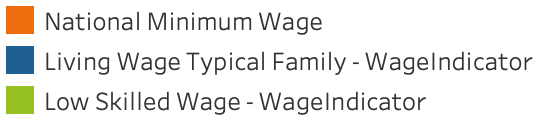 National Minimum Wage
Living Wage Typical Family - WageIndicator
Low Skilled Wage - WageIndicator